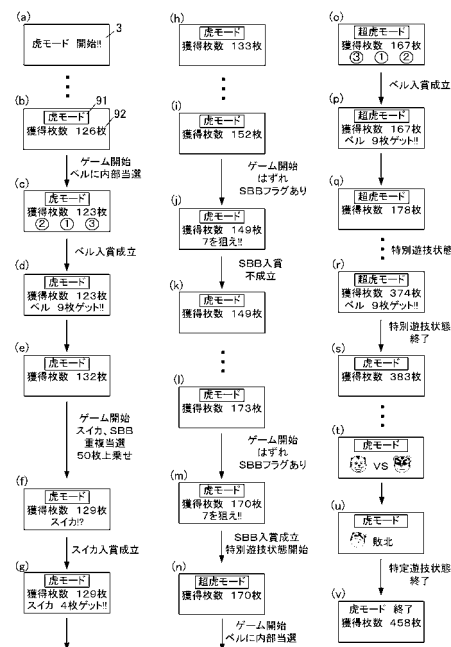 (a)
3
虎モード 開始!!
(b)
91
92
虎モード
獲得枚数 126枚
ゲーム開始
ベルに内部当選
(c)
虎モード
獲得枚数 123枚
② ① ③
ベル入賞成立
(d)
虎モード
獲得枚数 123枚
ベル 9枚ゲット!!
(e)
虎モード
獲得枚数 132枚
ゲーム開始
スイカ、SBB
重複当選
50枚上乗せ
(f)
虎モード
獲得枚数 129枚
スイカ!?
スイカ入賞成立
(g)
虎モード
獲得枚数 129枚
スイカ 4枚ゲット!!
(h)
虎モード
獲得枚数 133枚
(i)
虎モード
獲得枚数 152枚
ゲーム開始
はずれ
SBBフラグあり
(j)
虎モード
獲得枚数 149枚
7を狙え!!
SBB入賞
不成立
(k)
虎モード
獲得枚数 149枚
(l)
虎モード
獲得枚数 173枚
ゲーム開始
はずれ
SBBフラグあり
(m)
虎モード
獲得枚数 170枚
7を狙え!!
SBB入賞成立
特別遊技状態開始
(n)
超虎モード
獲得枚数 170枚
ゲーム開始
ベルに内部当選
(o)
超虎モード
獲得枚数 167枚
③ ① ②
ベル入賞成立
(p)
超虎モード
獲得枚数 167枚
ベル 9枚ゲット!!
(q)
超虎モード
獲得枚数 178枚
特別遊技状態
(r)
超虎モード
獲得枚数 374枚
ベル 9枚ゲット!!
特別遊技状態
終了
(s)
虎モード
獲得枚数 383枚
(t)
虎モード
VS
(u)
虎モード
敗北
特定遊技状態
終了
(v)
虎モード 終了
獲得枚数 458枚